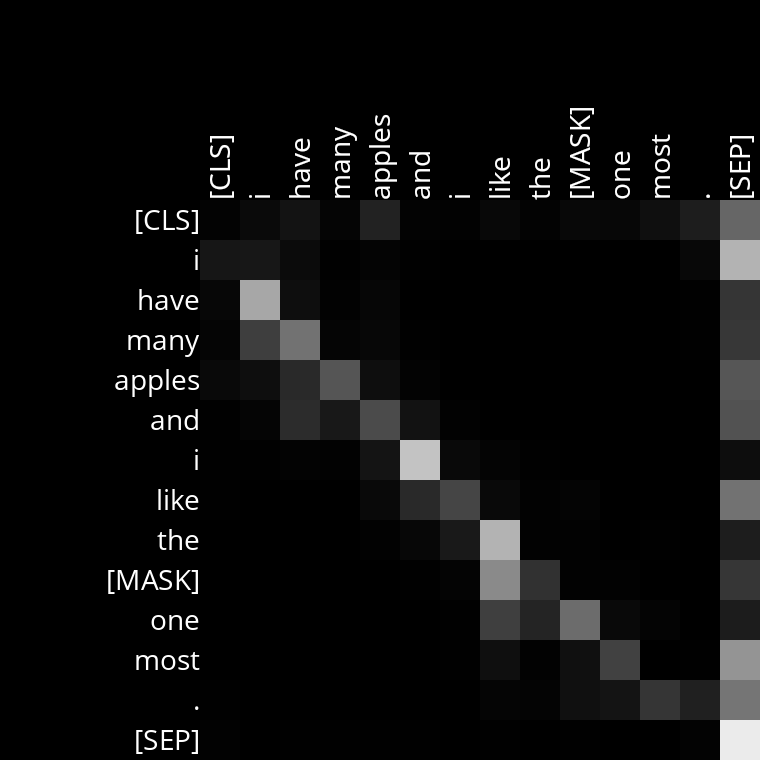 [CLS]
i
have
many
apples
and
i
like
the
[MASK]
one
most
.
[SEP]
[CLS]
i
have
many
apples
and
i
like
the
[MASK]
one
most
.
[SEP]